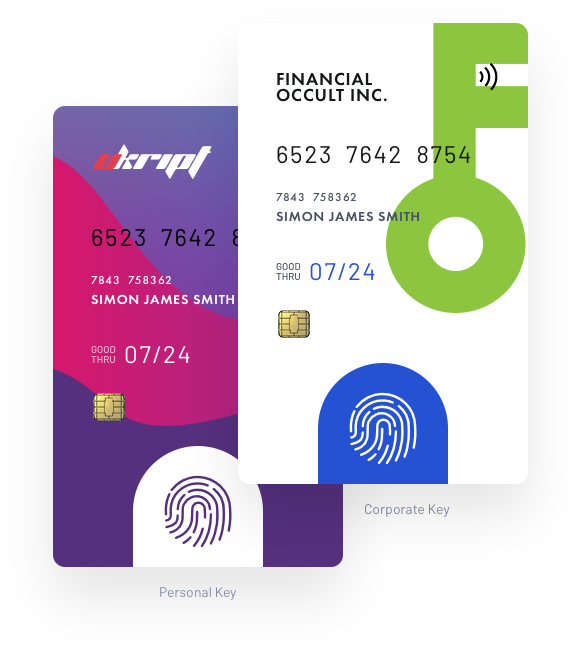 FINANCIAL
OCCULT INC.
6523 7642 8754
7843 758362
SIMON JAMES SMITH
GOOD
THRU 07/24
Corporate Key
ukript
6523 7642 8
7843 758362
SIMON JAMES SMITH
GOOD
THRU 07/24
Personal Key